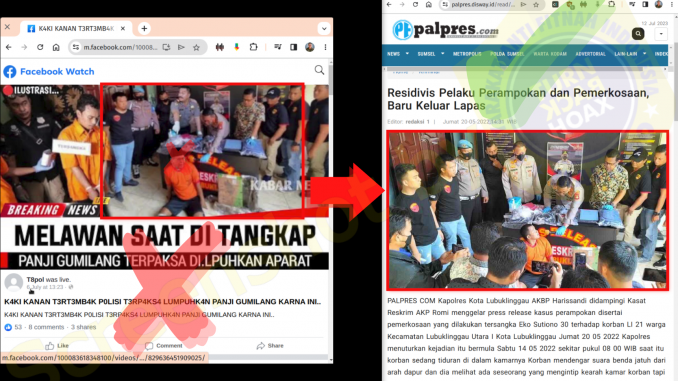 K4KI KANAN T3RT3MB4K
m.facebook.com/10008...
Facebook Watch
ILUSTRASI...
TERSANGKA
KABAR
BREAKING NEWS
MELAWAN SAAT DI TANGKAP
PANJI GUMILANG TERPAKSA DI.LPUHKAN APARAT
T8pol was live.
6 July at 13:23
K4KI KANAN T3RT3MB4K P0LISI T3RP4KS4 LUMPUHK4N PANJI GUMILANG KARNA INI..
K4KI KANAN T3RT3MB4K P0LISI T3RP4KS4 LUMPUHK4N PANJI GUMILANG KARNA INI..
53 · 8 comments · 3 shares
Like
Comment
Share
m.facebook.com/100083618348100/videos/.../829636451909025/
palpres.disway.id/read/...
palpres.com
12 Jul 2023
NEWS
SUMSEL
METROPOLIS
POLDA SUMSEL
WARTA KODAM
ADVERTORIAL
LAIN-LAIN
INDEKS
HOAX
Residivis Pelaku Perampokan dan Pemerkosaan,
Baru Keluar Lapas
Editor: redaksi 1 | Jumat 20-05-2022,
PALPRES COM Kapolres Kota Lubuklinggau AKBP Harissandi didampingi Kasat
Reskrim AKP Romi menggelar press release kasus perampokan disertai
pemerkosaan yang dilakukan tersangka Eko Sutiono 30 terhadap korban LI 21 warga
Kecamatan Lubuklinggau Utara I Kota Lubuklinggau Jumat 20 05 2022 Kapolres
menuturkan kejadian itu bermula Sabtu 14 05 2022 sekitar pukul 08 00 WIB saat itu
korban sedang tiduran di dalam kamarnya Korban mendengar suara benda jatuh dari
arah dapur dan dia melihat ada seseorang yang mengintip kearah kamar korban tapi